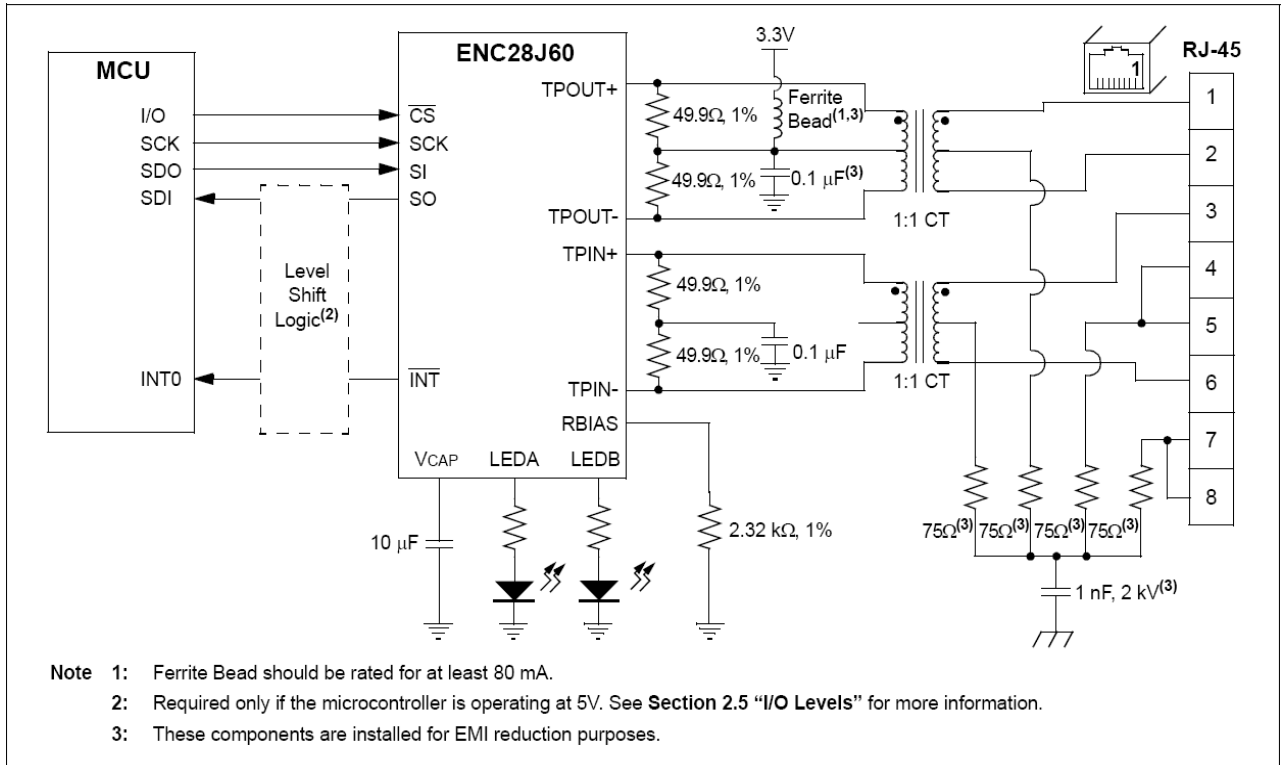 MCU
I/O
SCK
SDO
SDI
INT0
Level
Shift
Logic(2)
ENC28J60
CS
SCK
SI
SO
INT
TPOUT+
TPOUT-
TPIN+
TPIN-
RBIAS
VCAP
LEDA
LEDB
10 µF
2.32 kΩ, 1%
3.3V
Ferrite
Bead(1,3)
49.9Ω, 1%
49.9Ω, 1%
0.1 µF(3)
1:1 CT
49.9Ω, 1%
49.9Ω, 1%
0.1 µF
1:1 CT
1
RJ-45
1
2
3
4
5
6
7
8
75Ω(3)
75Ω(3)
75Ω(3)
75Ω(3)
1 nF, 2 kV(3)
Note 1: Ferrite Bead should be rated for at least 80 mA.
2: Required only if the microcontroller is operating at 5V. See Section 2.5 “I/O Levels” for more information.
3: These components are installed for EMI reduction purposes.